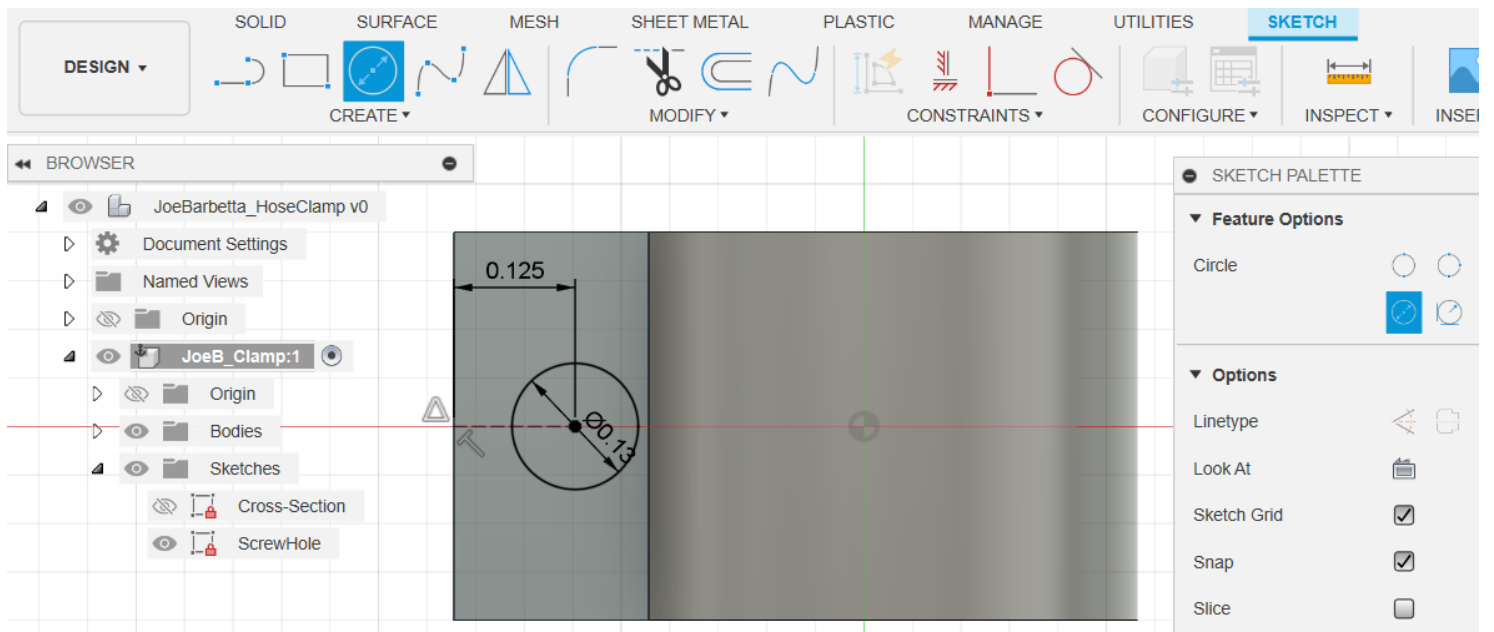 SOLID SURFACE MESH SHEET METAL PLASTIC MANAGE UTILITIES SKETCH
DESIGN ▾
CREATE ▾ MODIFY ▾ CONSTRAINTS ▾ CONFIGURE ▾ INSPECT ▾ INSE
BROWSER
JoeBarbetta_HoseClamp v0
Document Settings
Named Views
Origin
JoeB_Clamp:1
Origin
Bodies
Sketches
Cross-Section
ScrewHole
0.125
Ø0.13
SKETCH PALETTE
Feature Options
Circle
Options
Linetype
Look At
Sketch Grid
Snap
Slice